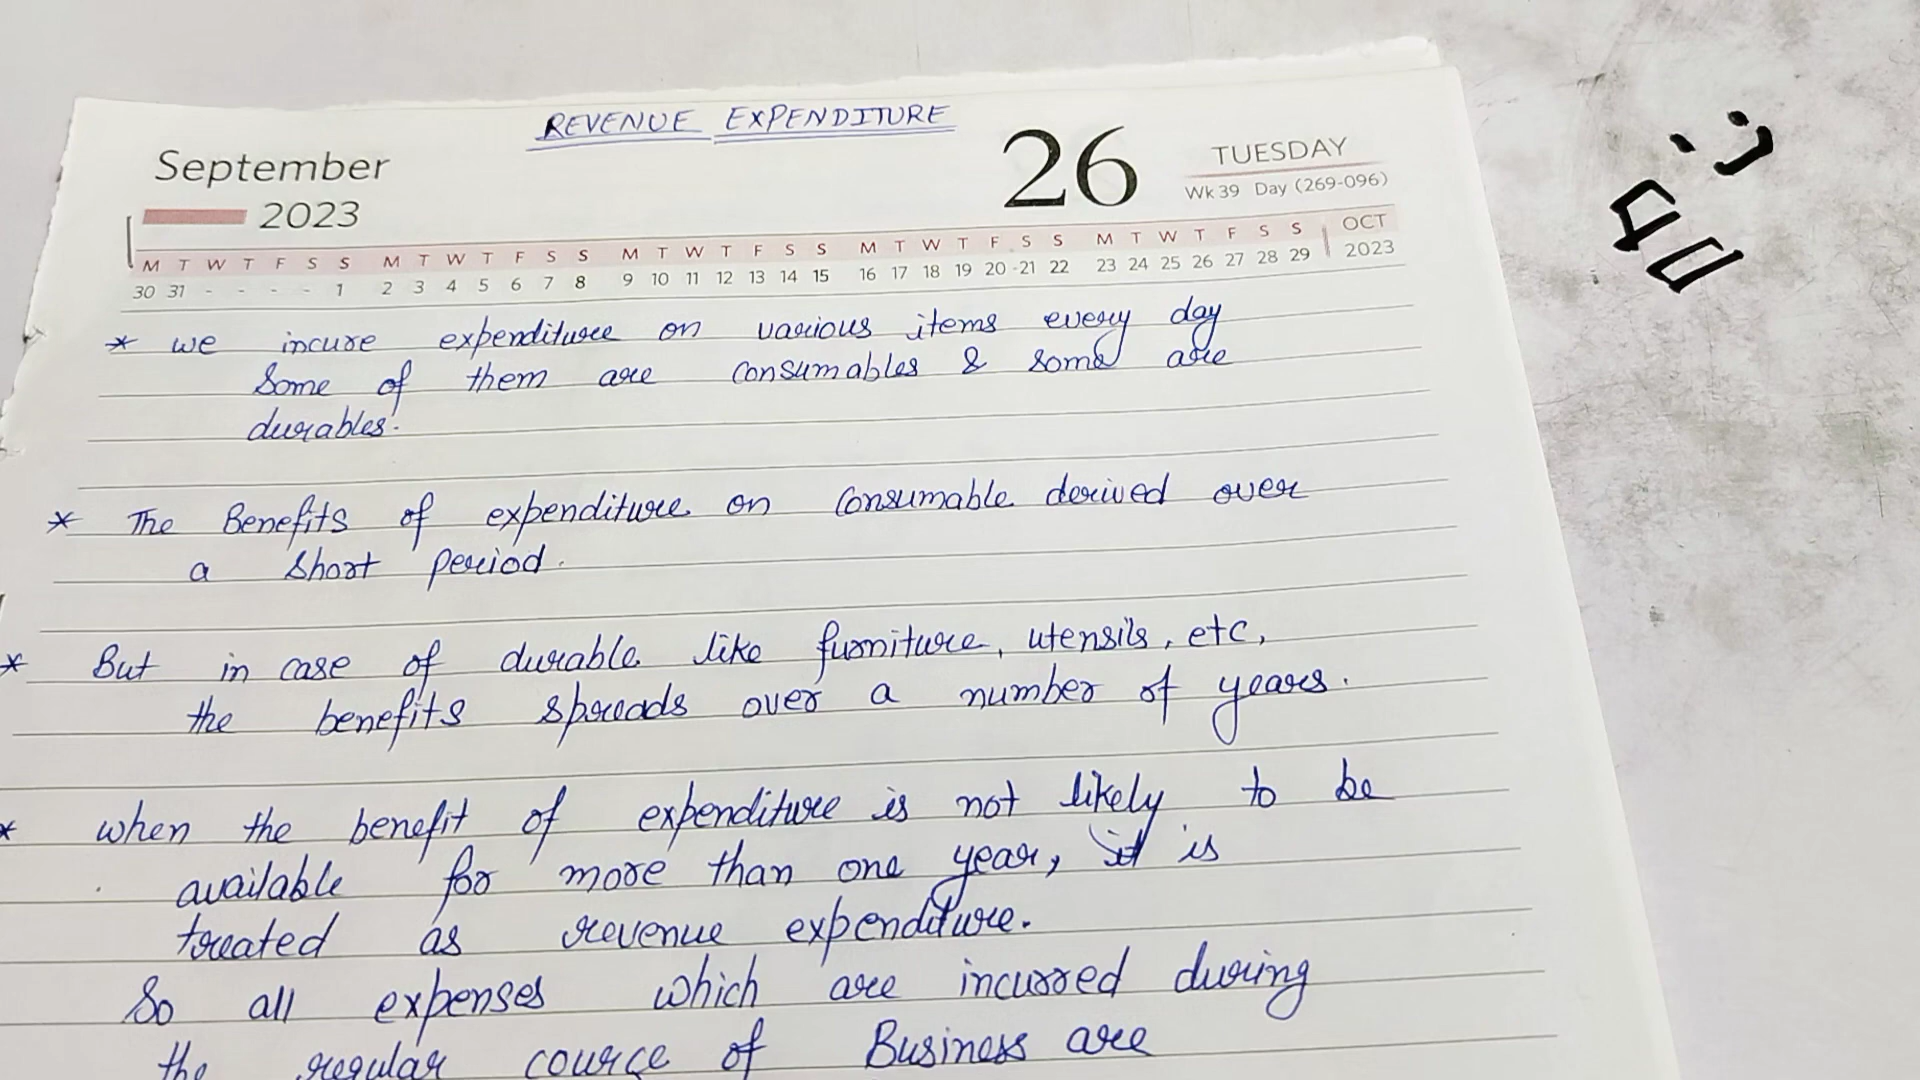 REVENUE EXPENDITURE
September
2023
26
TUESDAY
Wk 39 Day (269-096)
M T W T F S S M T W T F S S M T W T F S S M T W T F S S M T W T F S S OCT
30 31 - - - - 1 2 3 4 5 6 7 8 9 10 11 12 13 14 15 16 17 18 19 20 21 22 23 24 25 26 27 28 29 2023
* we incure expenditure on various items every day
Some of them are consumables & some are
durables.
* The Benefits of expenditure on Consumable derived over
a short period.
* But in case of durable like furniture, utensils, etc,
the benefits spreads over a number of years.
* when the benefit of expenditure is not likely to be
available for more than one year, it is
treated as revenue expenditure.
So all expenses which are incurred during
the regular cource of Business are